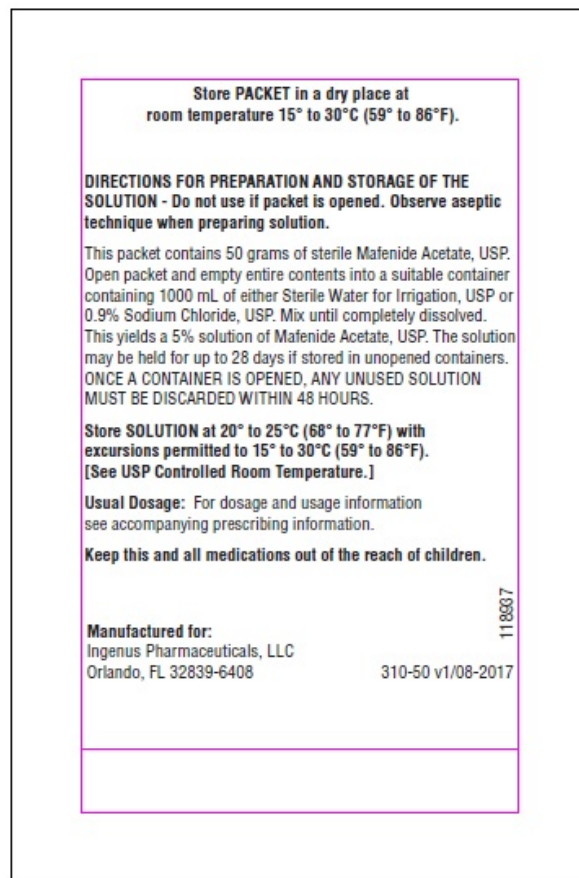 Store PACKET in a dry place at
room temperature 15° to 30°C (59° to 86°F).
DIRECTIONS FOR PREPARATION AND STORAGE OF THE
SOLUTION - Do not use if packet is opened. Observe aseptic
technique when preparing solution.
This packet contains 50 grams of sterile Mafenide Acetate, USP.
Open packet and empty entire contents into a suitable container
containing 1000 mL of either Sterile Water for Irrigation, USP or
0.9% Sodium Chloride, USP. Mix until completely dissolved.
This yields a 5% solution of Mafenide Acetate, USP. The solution
may be held for up to 28 days if stored in unopened containers.
ONCE A CONTAINER IS OPENED, ANY UNUSED SOLUTION
MUST BE DISCARDED WITHIN 48 HOURS.
Store SOLUTION at 20° to 25°C (68° to 77°F) with
excursions permitted to 15° to 30°C (59° to 86°F).
[See USP Controlled Room Temperature.]
Usual Dosage: For dosage and usage information
see accompanying prescribing information.
Keep this and all medications out of the reach of children.
118937
Manufactured for:
Ingenus Pharmaceuticals, LLC
Orlando, FL 32839-6408 310-50 v1/08-2017